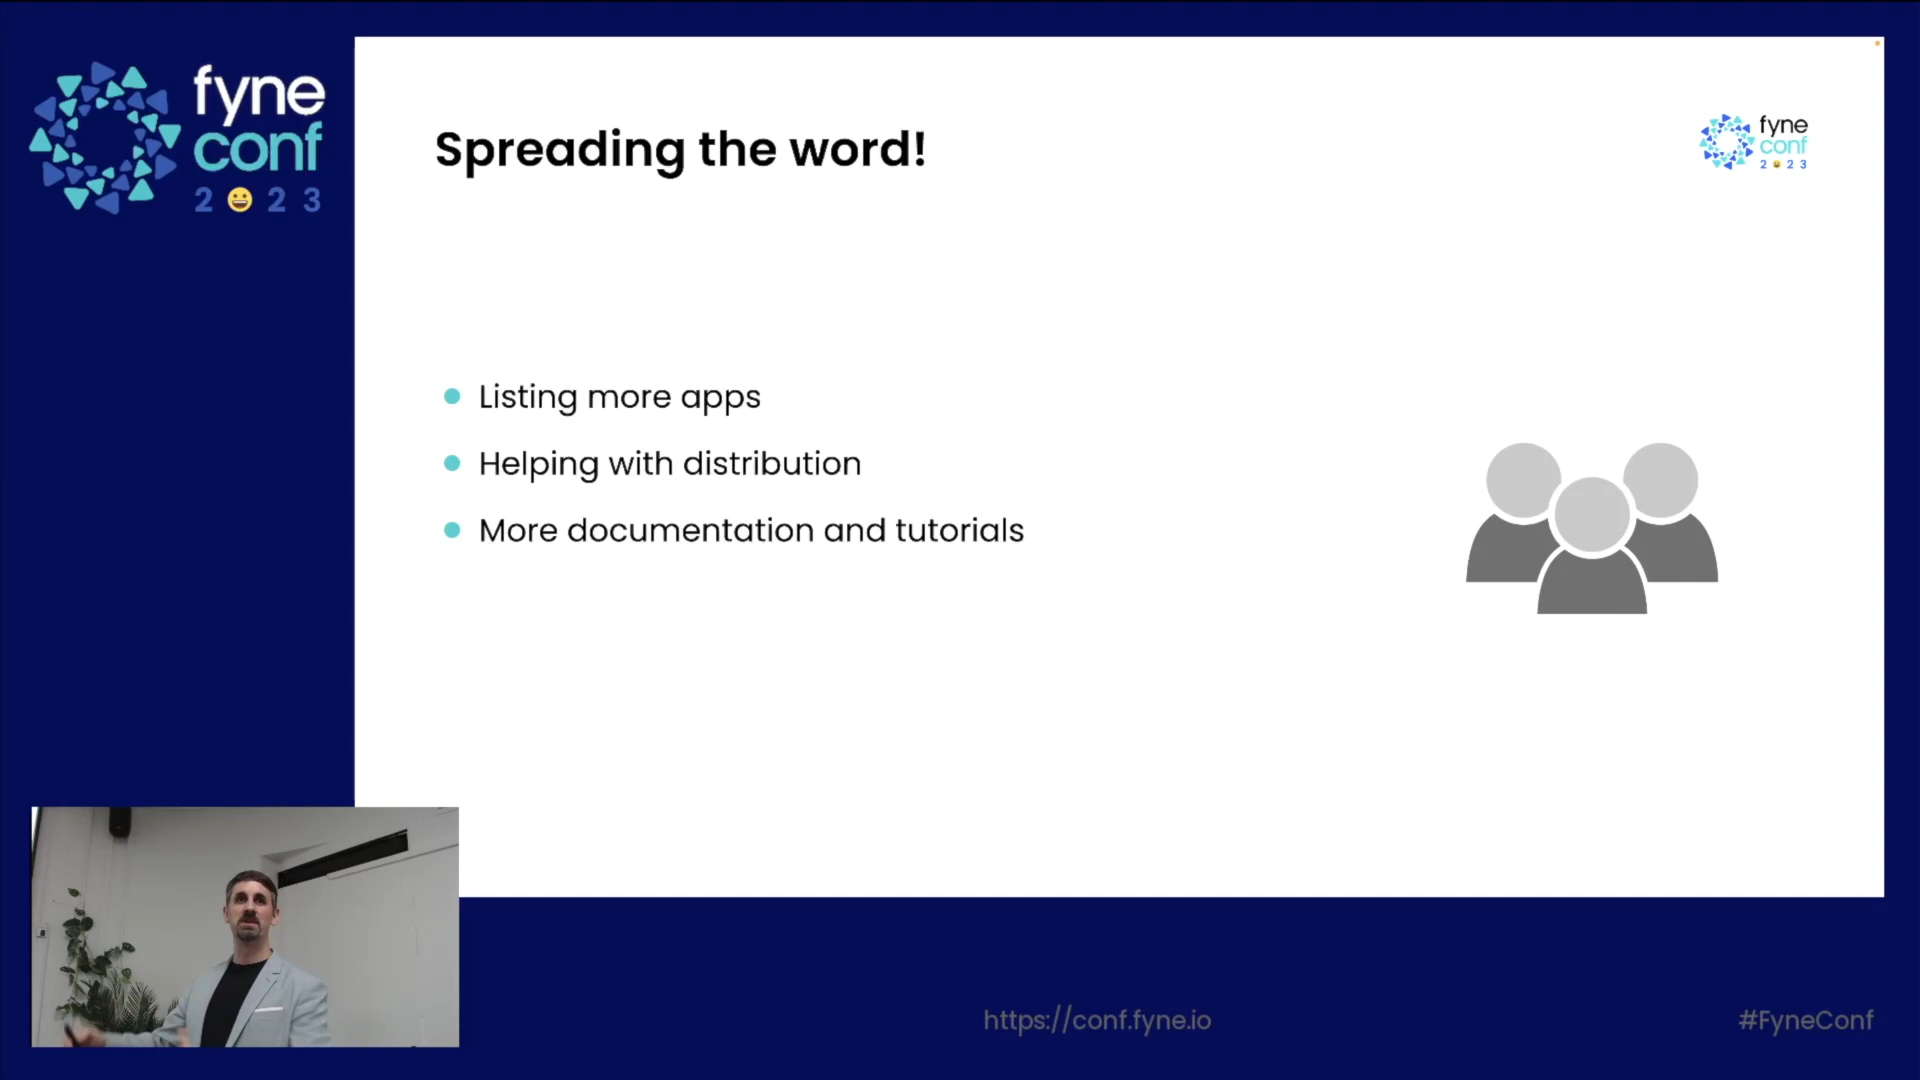 fyne
conf
2 😀 2 3
Spreading the word!
fyne
conf
2 😀 2 3
Listing more apps
Helping with distribution
More documentation and tutorials
https://conf.fyne.io
#FyneConf